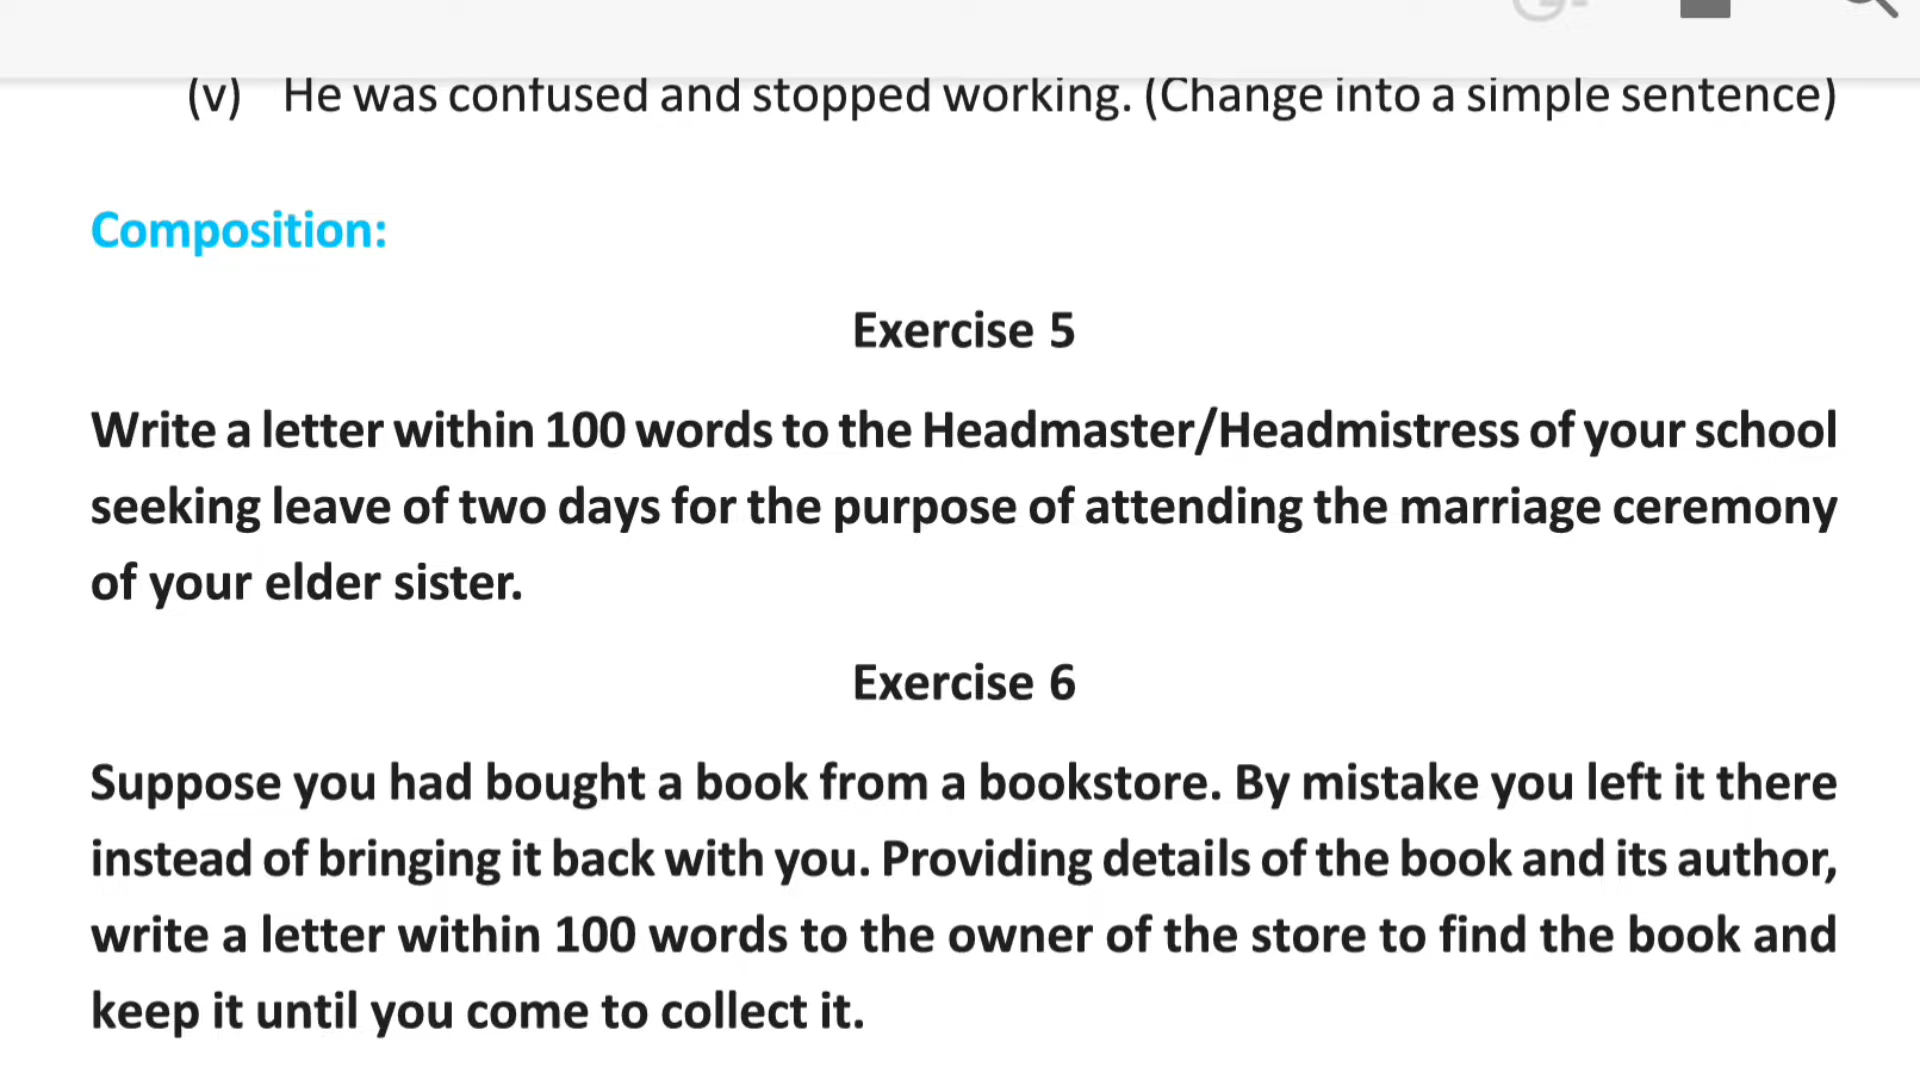 (v) He was confused and stopped working. (Change into a simple sentence)
Composition:
Exercise 5
Write a letter within 100 words to the Headmaster/Headmistress of your school
seeking leave of two days for the purpose of attending the marriage ceremony
of your elder sister.
Exercise 6
Suppose you had bought a book from a bookstore. By mistake you left it there
instead of bringing it back with you. Providing details of the book and its author,
write a letter within 100 words to the owner of the store to find the book and
keep it until you come to collect it.